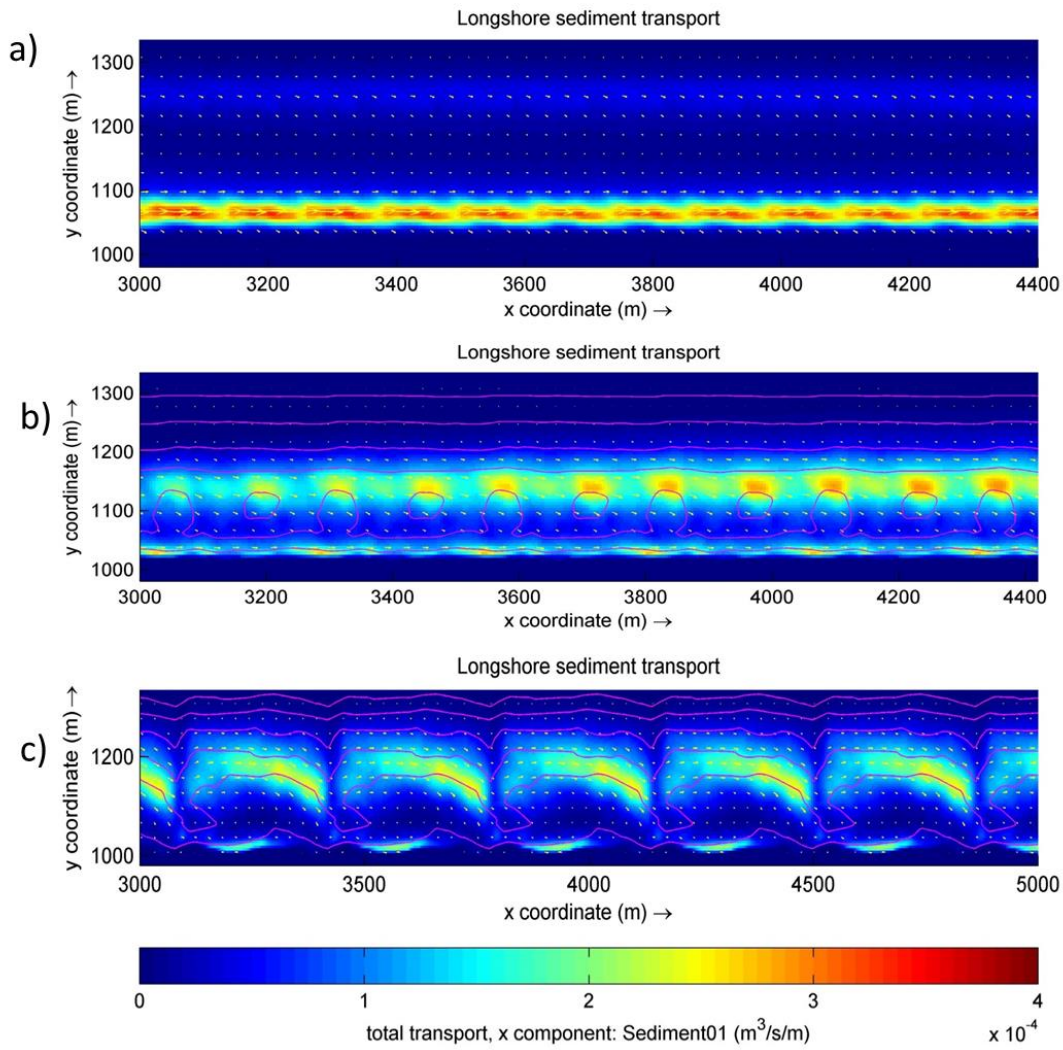 Longshore sediment transport
a)
y coordinate (m) →
1300
1200
1100
1000
3000 3200 3400 3600 3800 4000 4200 4400
x coordinate (m) →
Longshore sediment transport
b)
y coordinate (m) →
1300
1200
1100
1000
3000 3200 3400 3600 3800 4000 4200 4400
x coordinate (m) →
Longshore sediment transport
c)
y coordinate (m) →
1200
1000
3000 3500 4000 4500 5000
x coordinate (m) →
0 1 2 3 4
total transport, x component: Sediment01 (m³/s/m) x 10⁻⁴